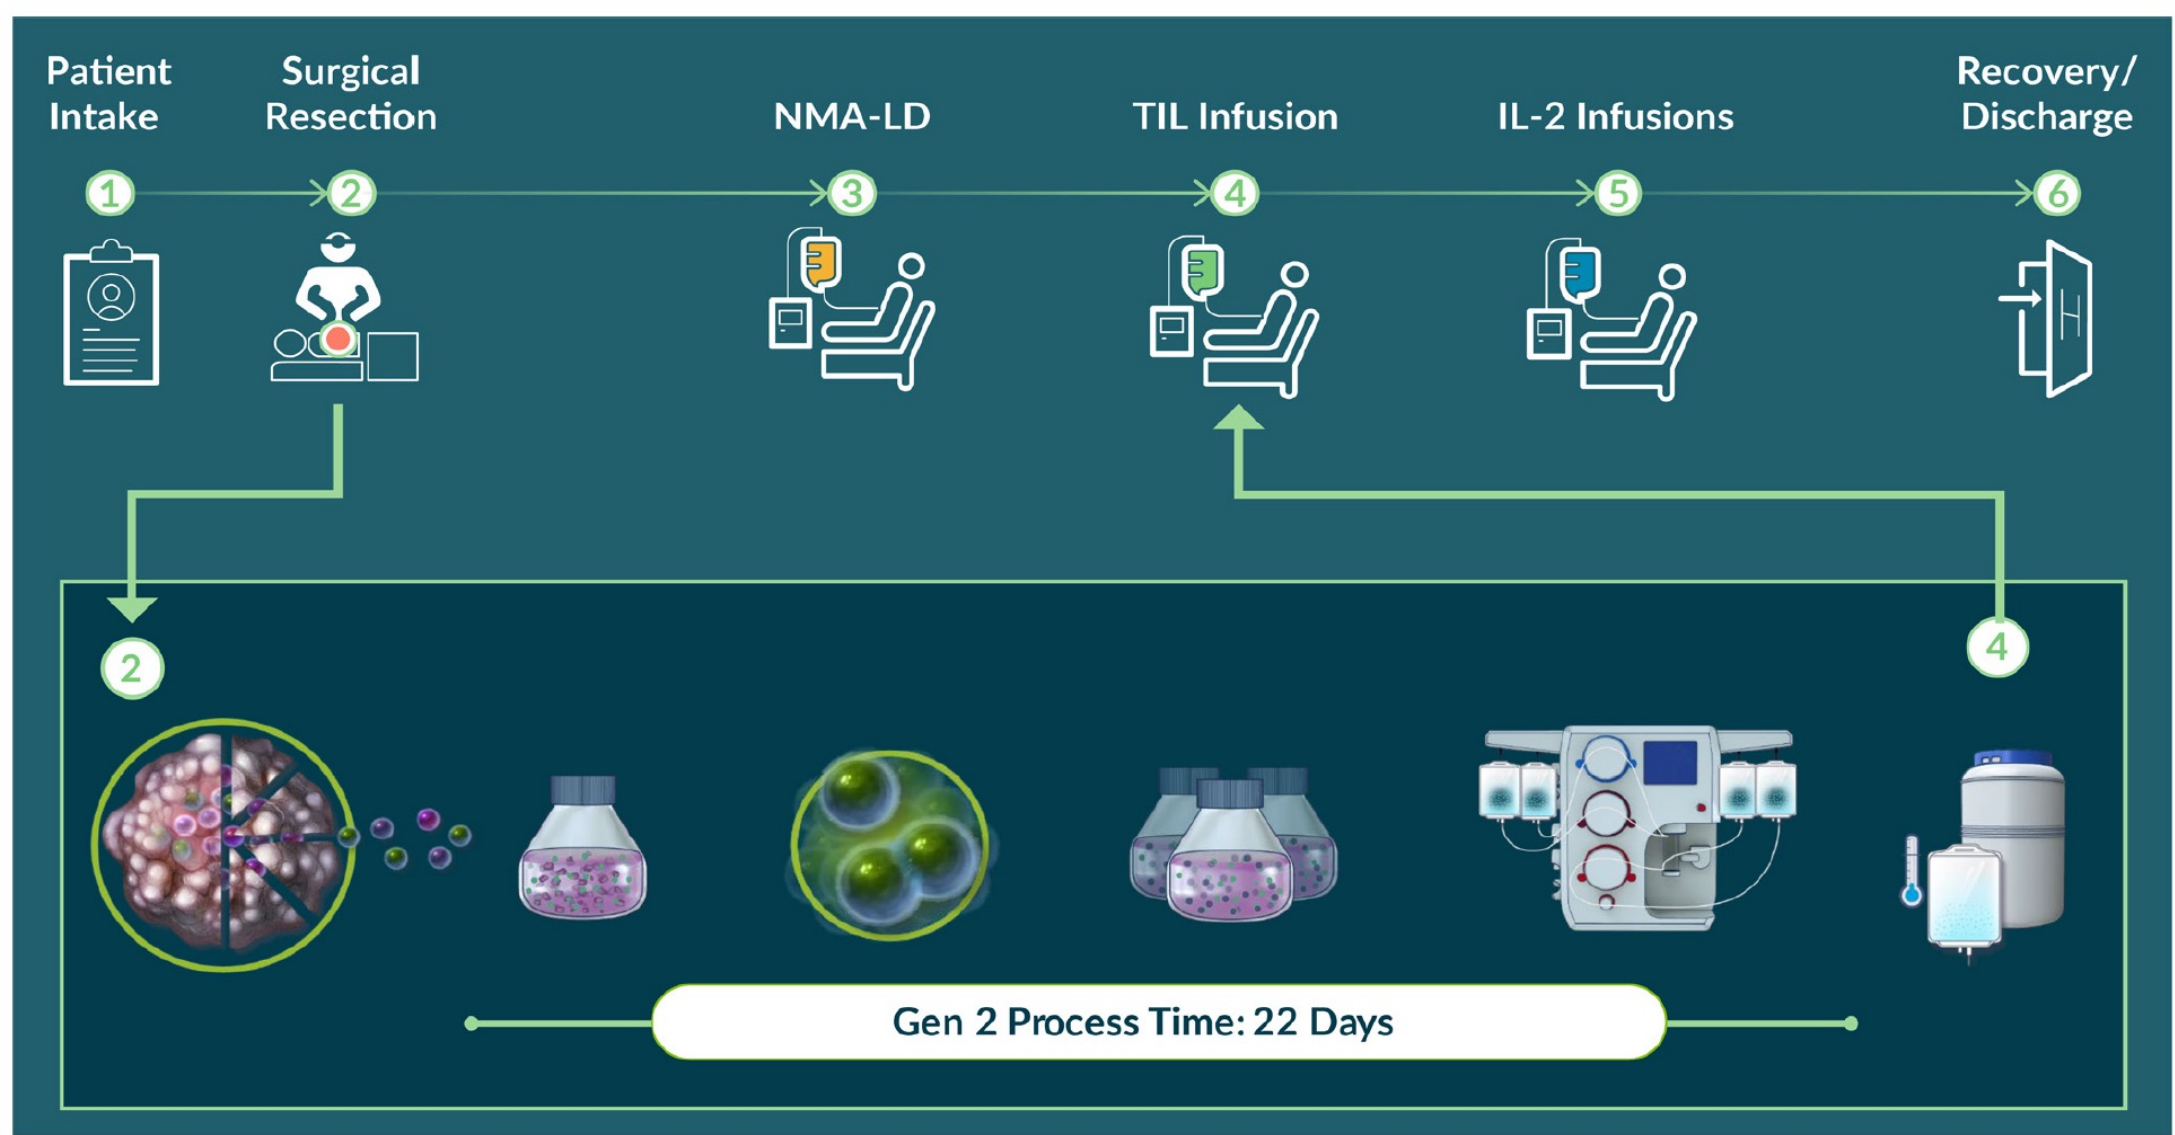 Patient
Intake
Surgical
Resection
NMA-LD
TIL Infusion
IL-2 Infusions
Recovery/
Discharge
1
2
3
4
5
6
H
2
4
Gen 2 Process Time: 22 Days